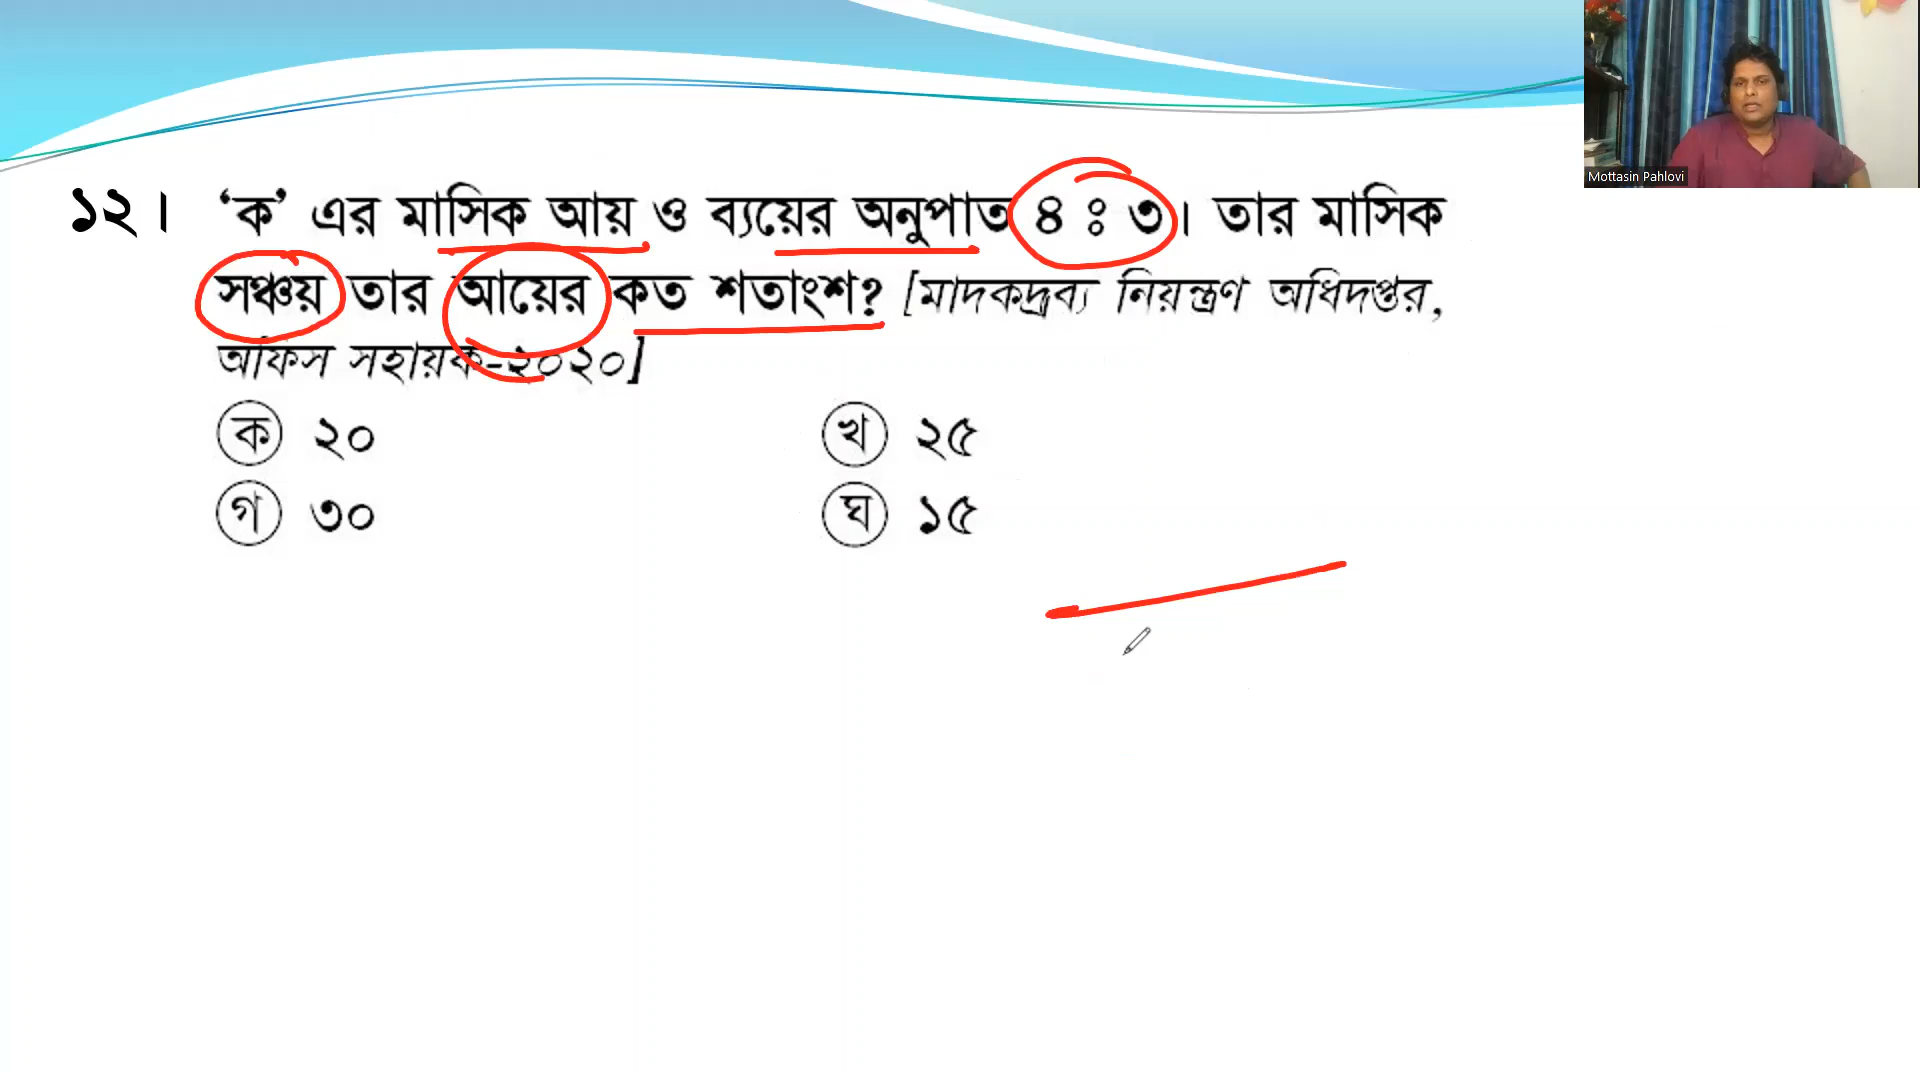 Mottasin Pahlovi
১২। ‘ক’ এর মাসিক আয় ও ব্যয়ের অনুপাত ৪ ঃ ৩। তার মাসিক
সঞ্চয় তার আয়ের কত শতাংশ? [মাদকদ্রব্য নিয়ন্ত্রণ অধিদপ্তর,
অফিস সহায়ক-২০২০]
ক ২০ খ ২৫
গ ৩০ ঘ ১৫